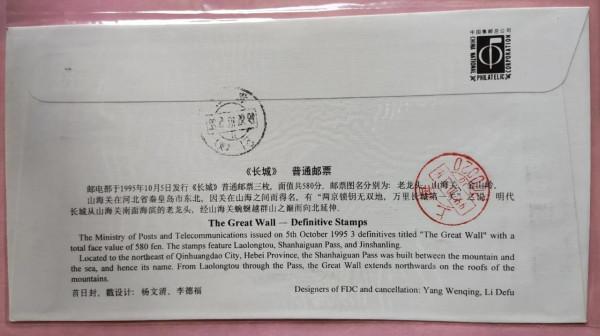 中国集邮总公司
CHINA NATIONAL
PHILATELIC
CORPORATION
《长城》 普通邮票
邮电部于1995年10月5日发行《长城》普通邮票三枚，面值共580分。邮票图名分别为：老龙头、山海关、金山岭。
山海关在河北省秦皇岛市东北，因关在山海之间而得名，有“两京锁钥无双地，万里长城第一关”之说。明代
长城从山海关南面海滨的老龙头，经山海关蜿蜒越群山之巅而向北延伸。
The Great Wall — Definitive Stamps
The Ministry of Posts and Telecommunications issued on 5th October 1995 3 definitives titled "The Great Wall" with a
total face value of 580 fen. The stamps feature Laolongtou, Shanhaiguan Pass, and Jinshanling.
Located to the northeast of Qinhuangdao City, Hebei Province, the Shanhaiguan Pass was built between the mountain and
the sea, and hence its name. From Laolongtou through the Pass, the Great Wall extends northwards on the roofs of the
mountains.
首日封、戳设计：杨文清、李德福
Designers of FDC and cancellation: Yang Wenqing, Li Defu